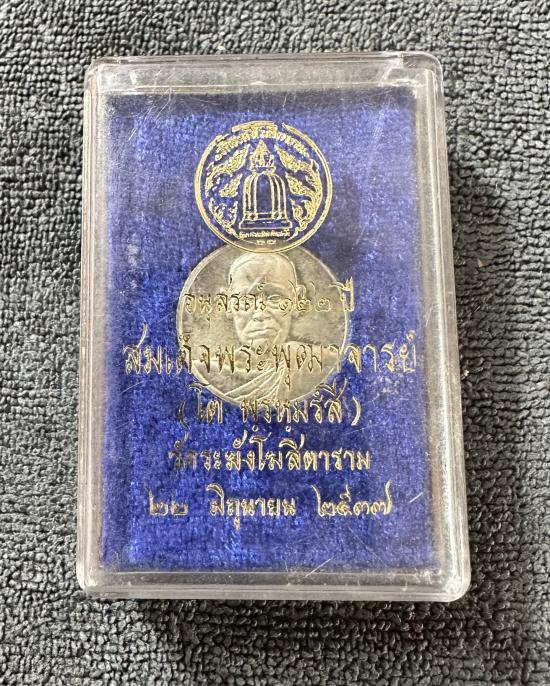 อนุสรณ์ ๑๒๒ ปี
สมเด็จพระพุฒาจารย์
(โต พฺรหฺมรํสี)
วัดระฆังโฆสิตาราม
๒๒ มิถุนายน ๒๕๓๗